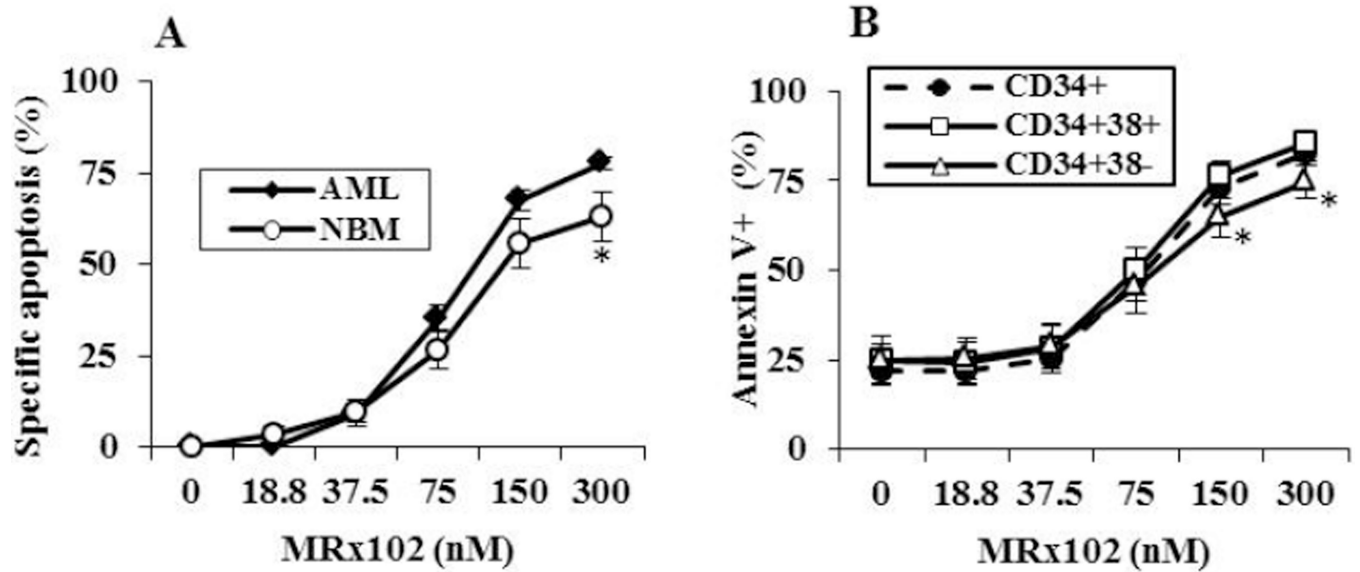 A
Specific apoptosis (%)
100
75
50
25
0
AML
NBM
*
0 18.8 37.5 75 150 300
MRx102 (nM)
B
Annexin V+ (%)
100
75
50
25
0
CD34+
CD34+38+
CD34+38-
*
*
0 18.8 37.5 75 150 300
MRx102 (nM)